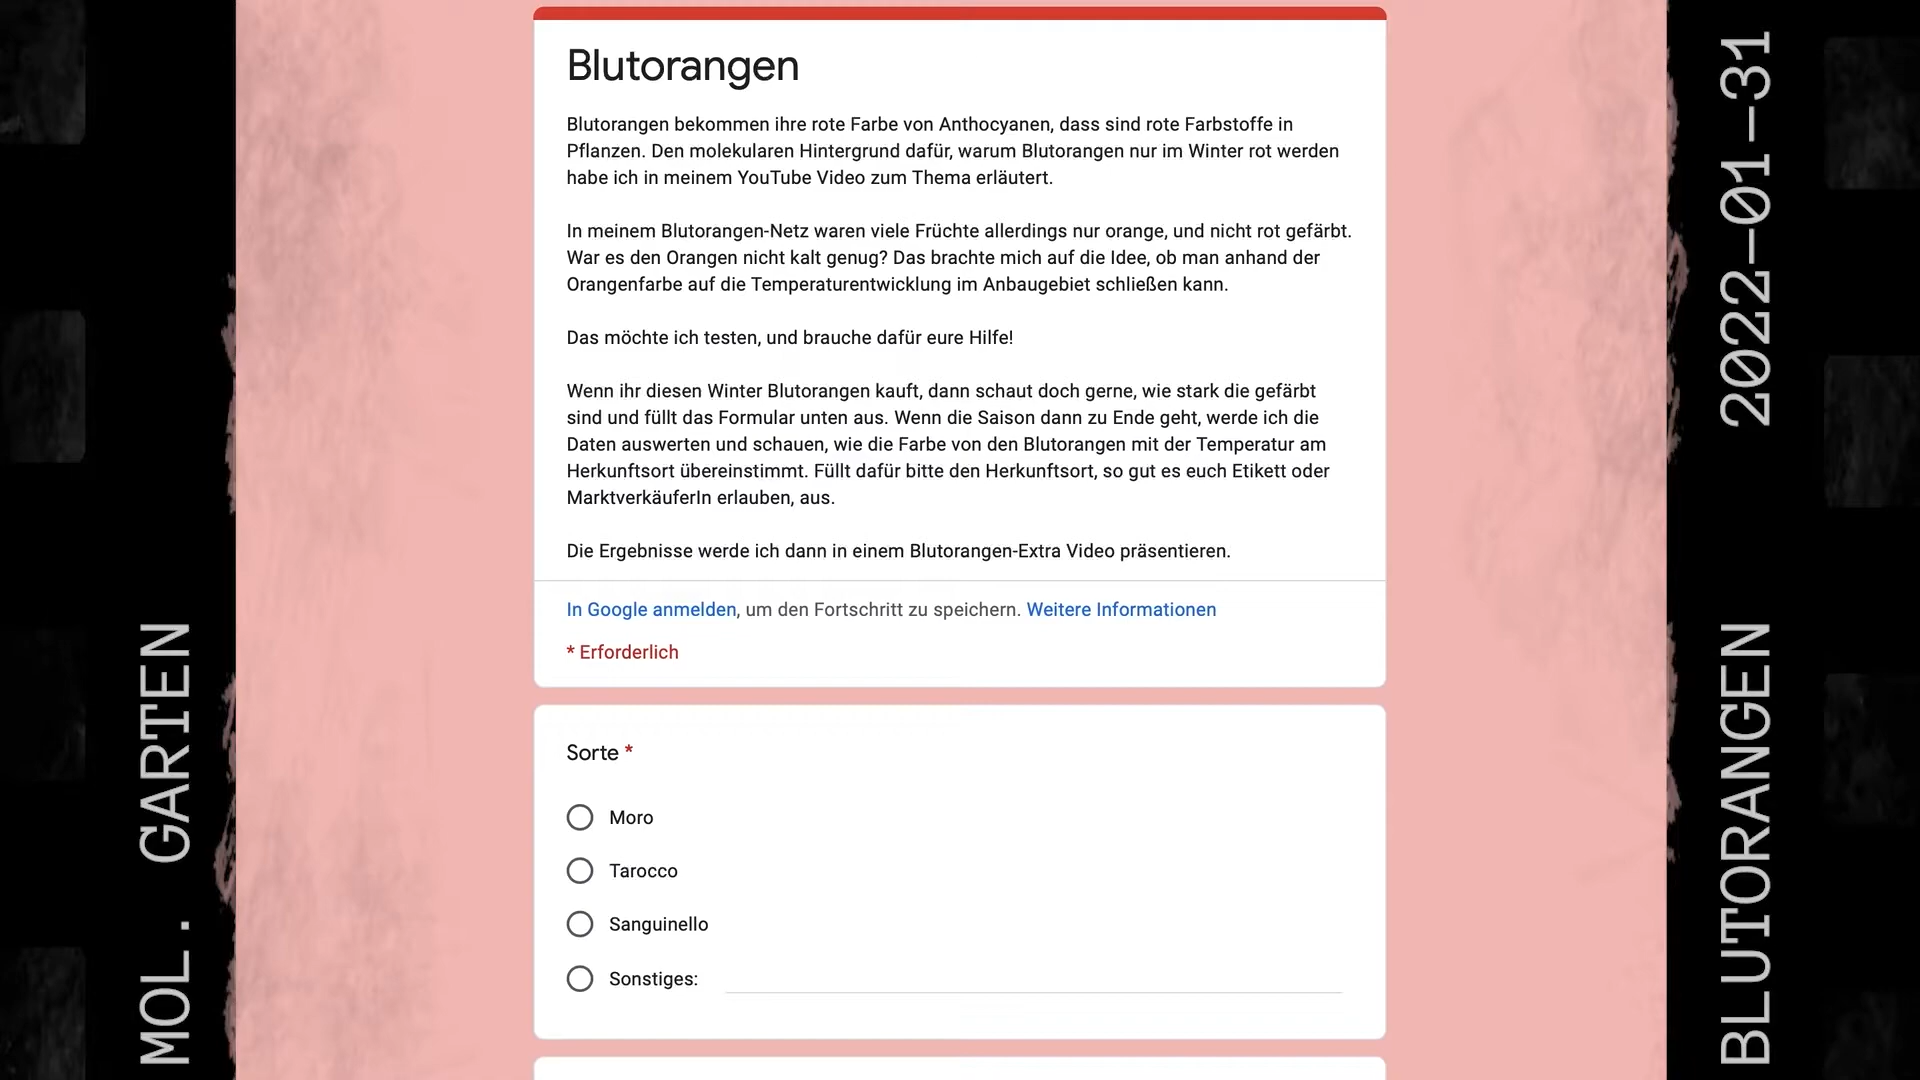 Blutorangen
Blutorangen bekommen ihre rote Farbe von Anthocyanen, dass sind rote Farbstoffe in
Pflanzen. Den molekularen Hintergrund dafür, warum Blutorangen nur im Winter rot werden
habe ich in meinem YouTube Video zum Thema erläutert.
In meinem Blutorangen-Netz waren viele Früchte allerdings nur orange, und nicht rot gefärbt.
War es den Orangen nicht kalt genug? Das brachte mich auf die Idee, ob man anhand der
Orangenfarbe auf die Temperaturentwicklung im Anbaugebiet schließen kann.
Das möchte ich testen, und brauche dafür eure Hilfe!
Wenn ihr diesen Winter Blutorangen kauft, dann schaut doch gerne, wie stark die gefärbt
sind und füllt das Formular unten aus. Wenn die Saison dann zu Ende geht, werde ich die
Daten auswerten und schauen, wie die Farbe von den Blutorangen mit der Temperatur am
Herkunftsort übereinstimmt. Füllt dafür bitte den Herkunftsort, so gut es euch Etikett oder
MarktverkäuferIn erlauben, aus.
Die Ergebnisse werde ich dann in einem Blutorangen-Extra Video präsentieren.
In Google anmelden, um den Fortschritt zu speichern. Weitere Informationen
* Erforderlich
Sorte *
Moro
Tarocco
Sanguinello
Sonstiges:
MOL. GARTEN
BLUTORANGEN 2022-01-31